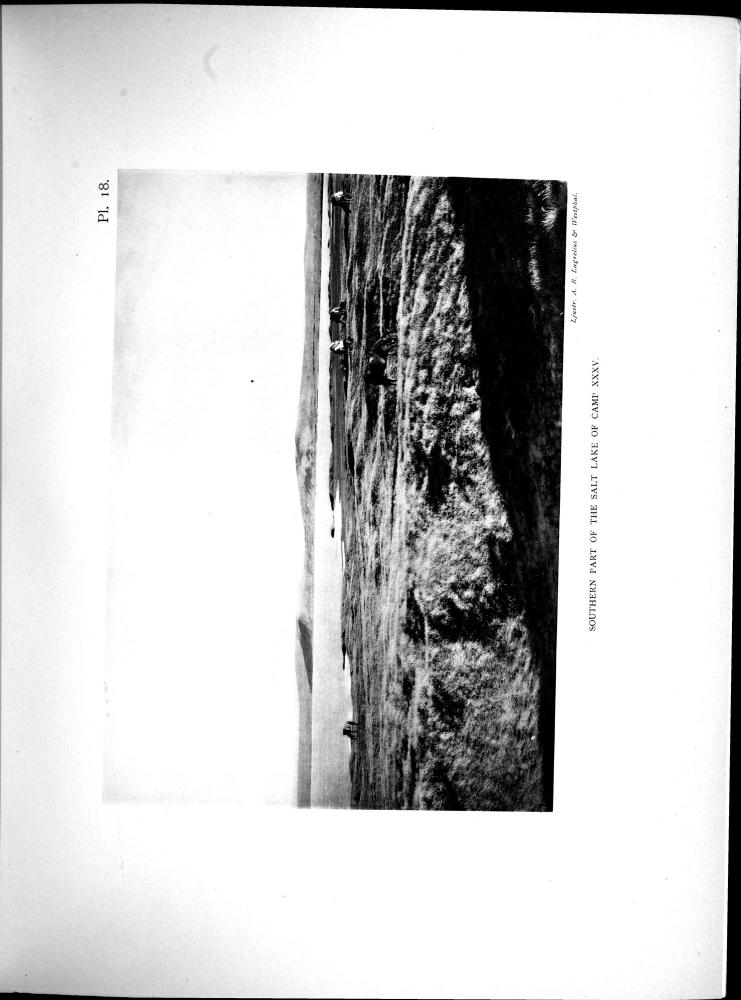 Pl. 18.
Ljustr. A. B. Lagrelius & Westphal.
SOUTHERN PART OF THE SALT LAKE OF CAMP XXXV.